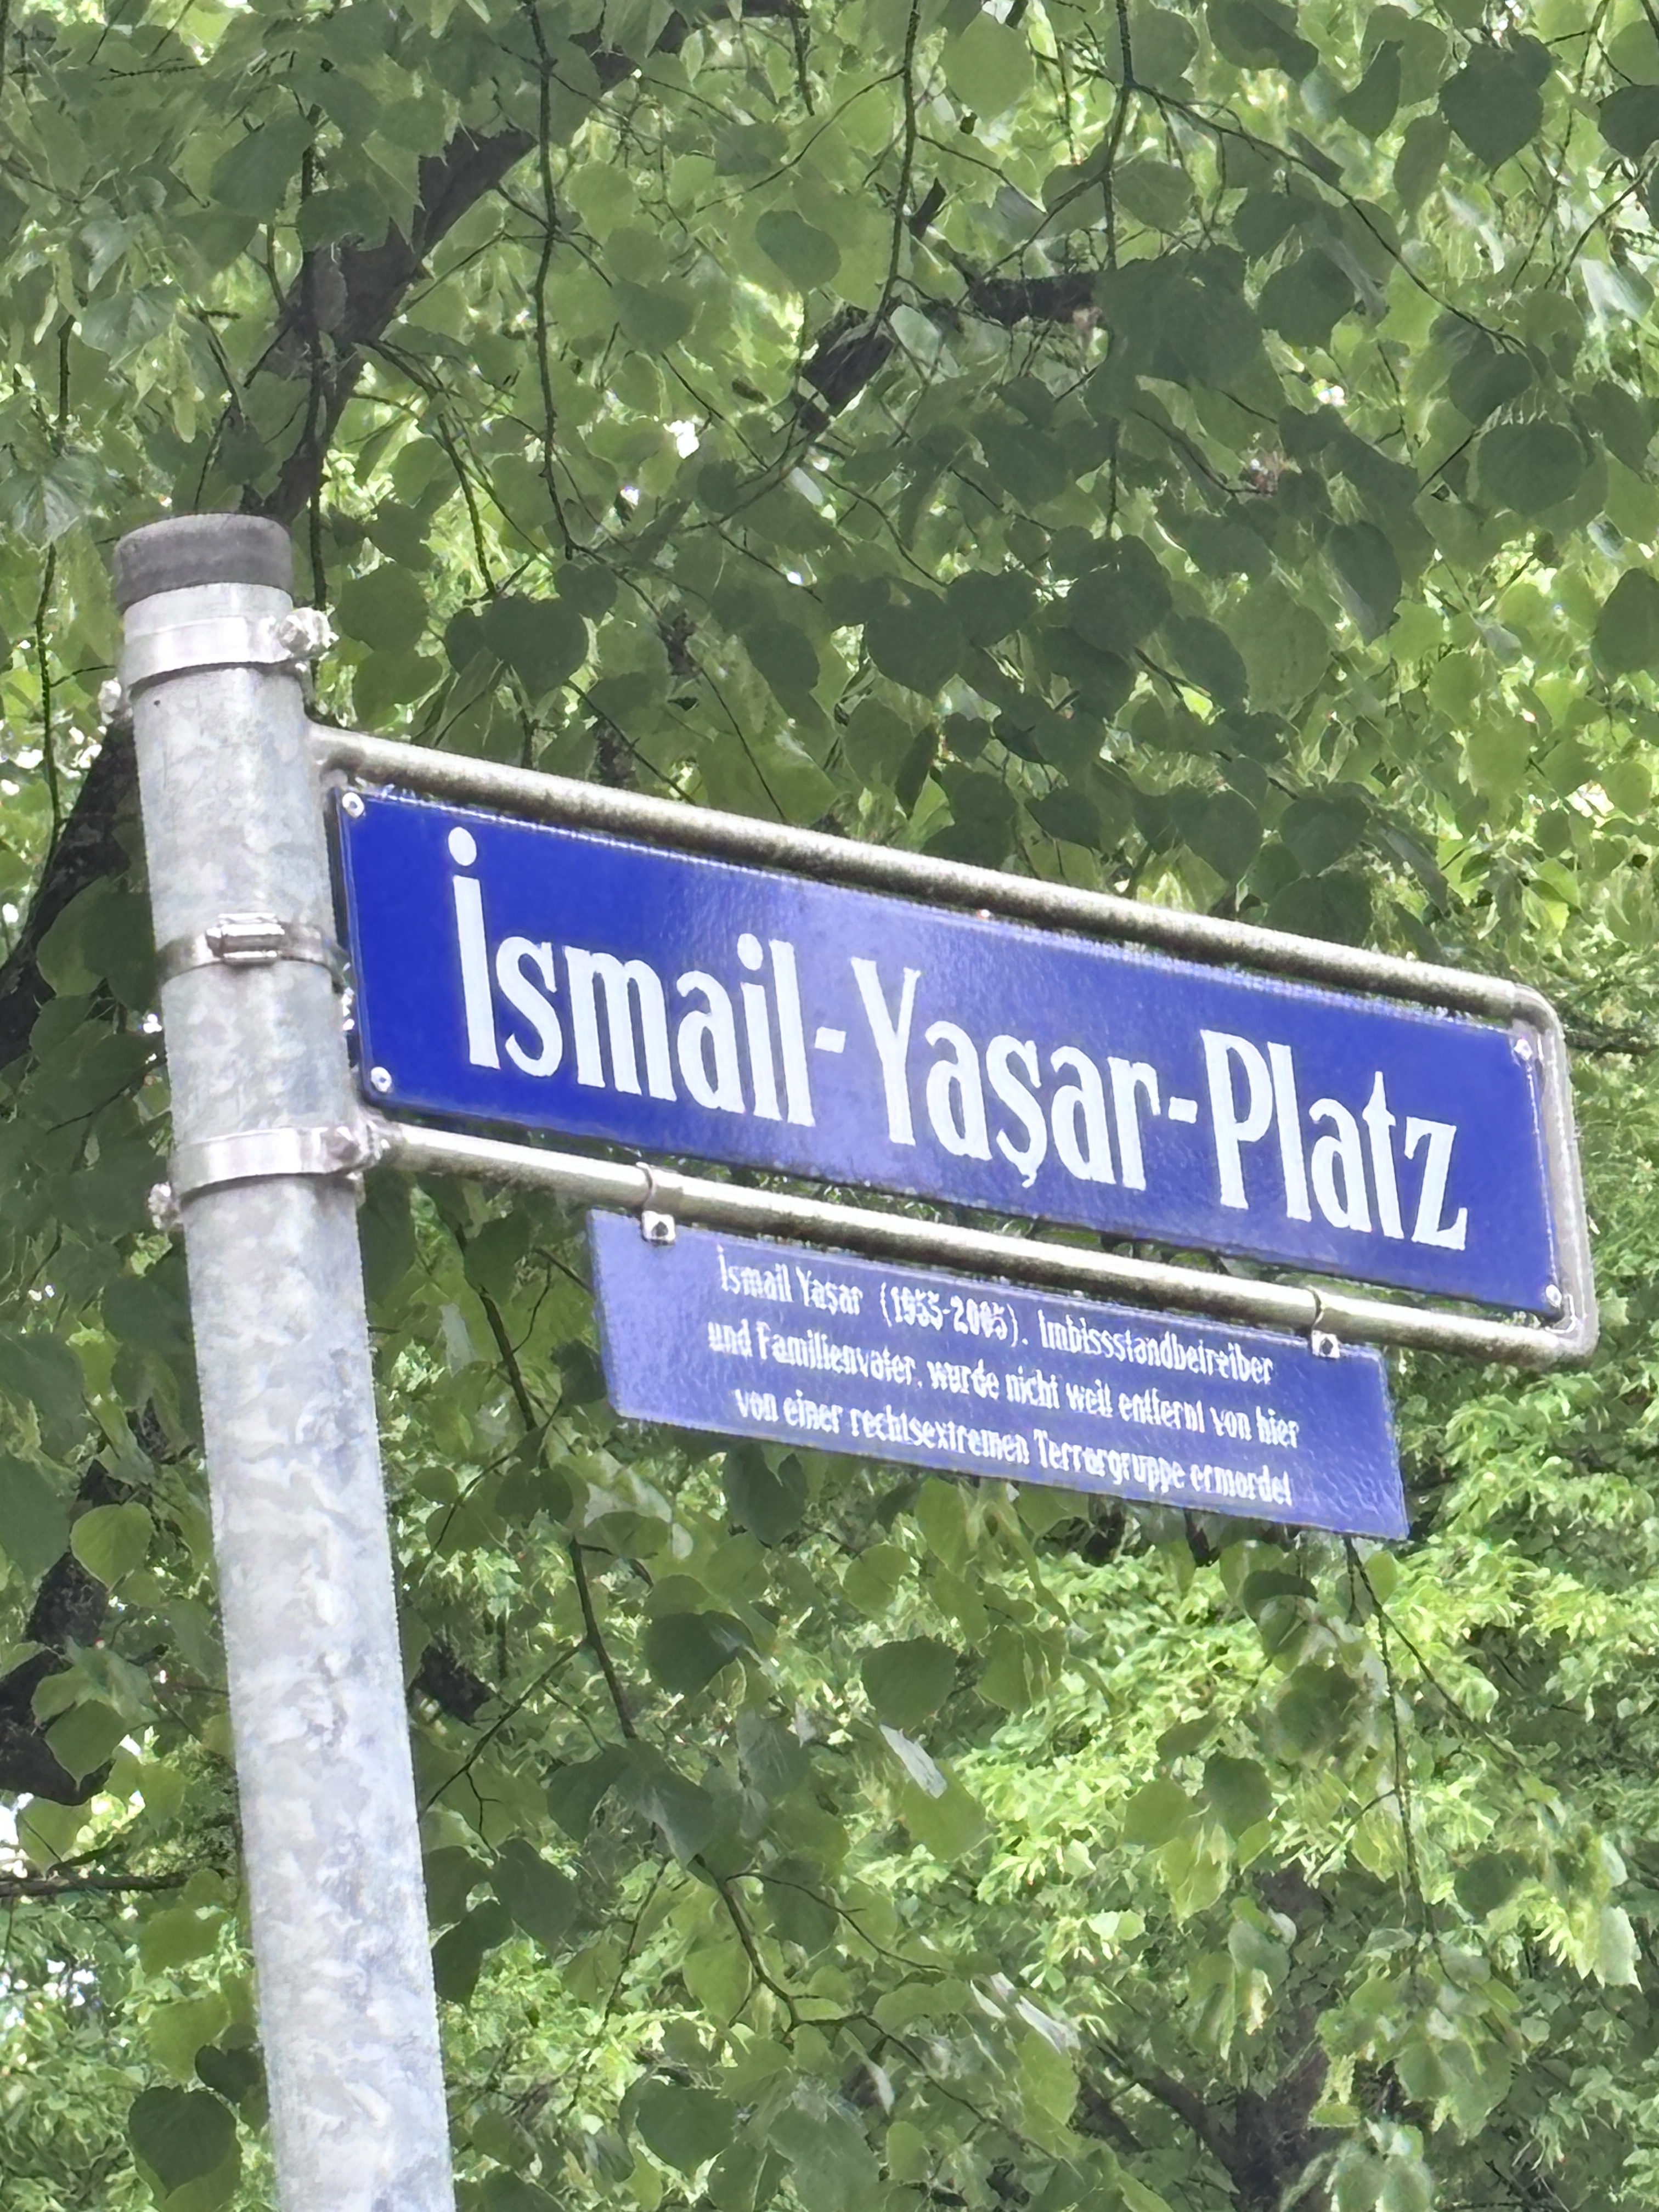 İsmail-Yaşar-Platz
İsmail Yaşar (1955-2005), Imbissstandbetreiber
und Familienvater, wurde nicht weit entfernt von hier
von einer rechtsextremen Terrorgruppe ermordet